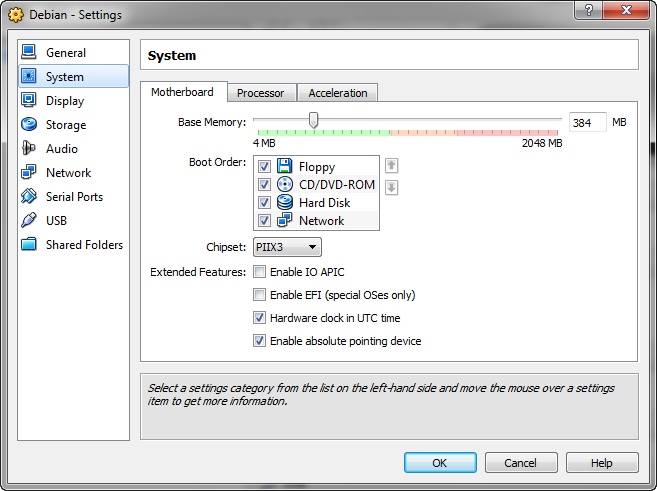 Debian - Settings
General
System
Display
Storage
Audio
Network
Serial Ports
USB
Shared Folders
System
Motherboard Processor Acceleration
Base Memory: 384 MB
4 MB 2048 MB
Boot Order:
Floppy
CD/DVD-ROM
Hard Disk
Network
Chipset: PIIX3
Extended Features: Enable IO APIC
Enable EFI (special OSes only)
Hardware clock in UTC time
Enable absolute pointing device
Select a settings category from the list on the left-hand side and move the mouse over a settings
item to get more information.
OK Cancel Help